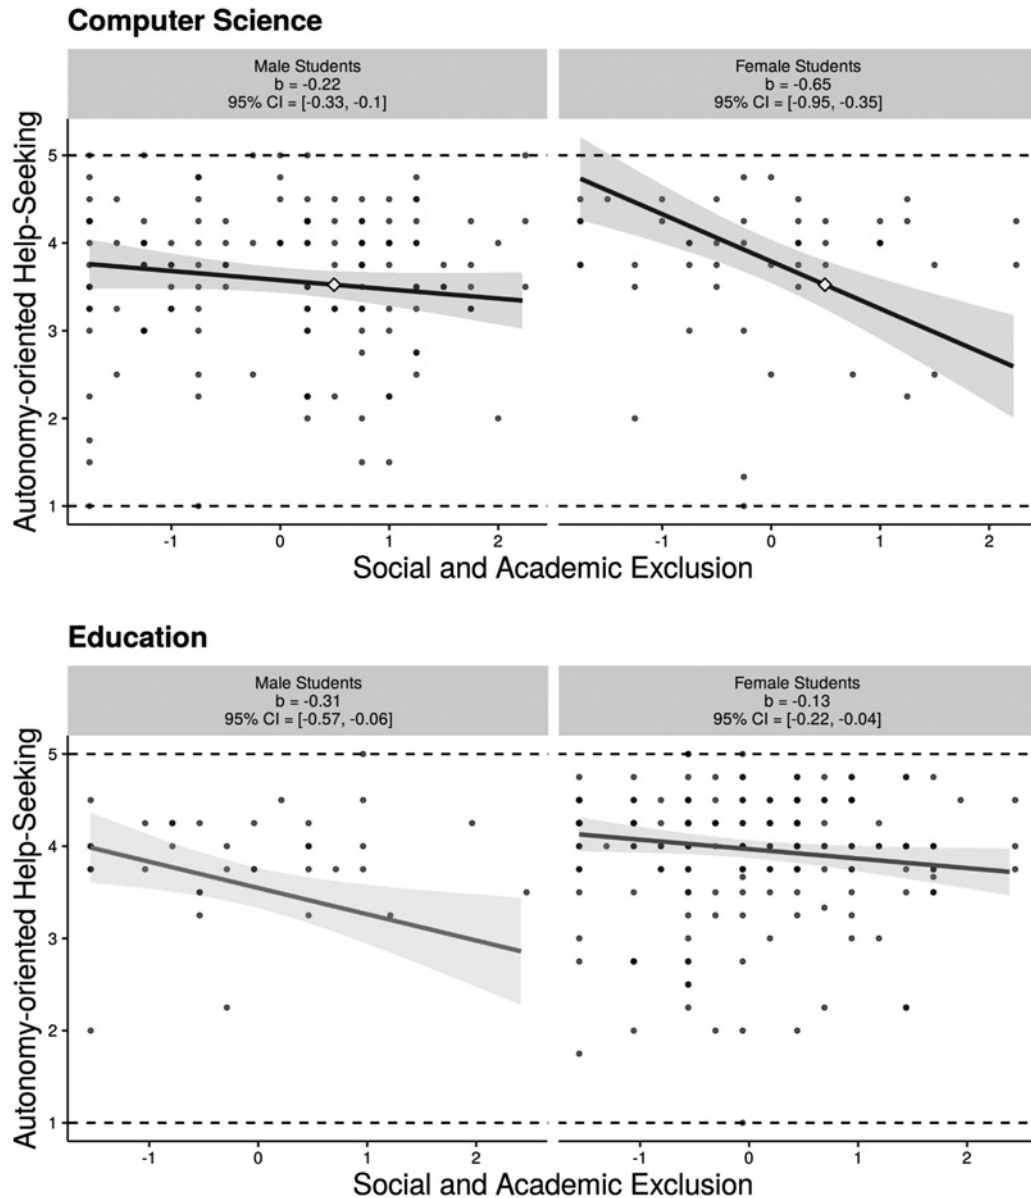 Computer Science
Male Students
b = -0.22
95% CI = [-0.33, -0.1]
Female Students
b = -0.65
95% CI = [-0.95, -0.35]
Autonomy-oriented Help-Seeking
5
4
3
2
1
-1 0 1 2
-1 0 1 2
Social and Academic Exclusion
Education
Male Students
b = -0.31
95% CI = [-0.57, -0.06]
Female Students
b = -0.13
95% CI = [-0.22, -0.04]
Autonomy-oriented Help-Seeking
5
4
3
2
1
-1 0 1 2
-1 0 1 2
Social and Academic Exclusion